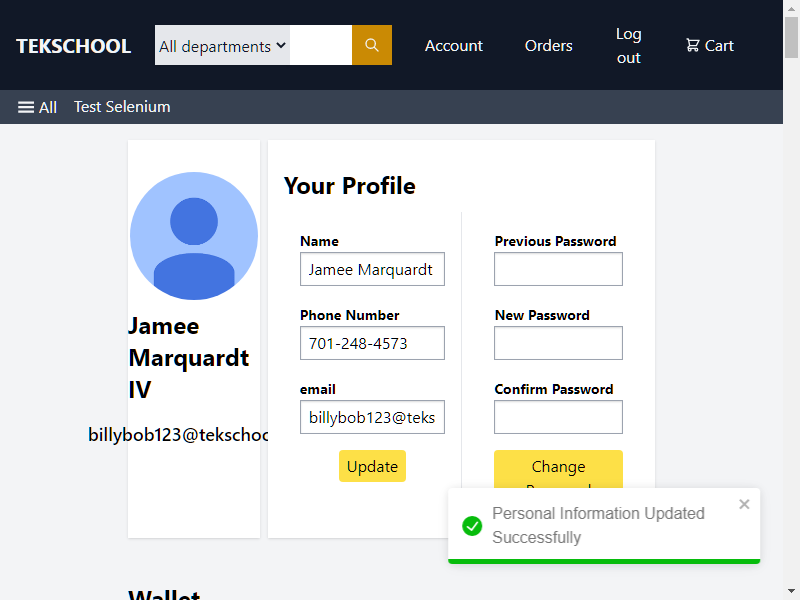 TEKSCHOOL
All departments
Account
Orders
Log out
Cart
All
Test Selenium
Jamee
Marquardt
IV
billybob123@tekschoo
Your Profile
Name
Jamee Marquardt
Phone Number
701-248-4573
email
billybob123@teks
Update
Previous Password
New Password
Confirm Password
Change
Personal Information Updated
Successfully
Wallet